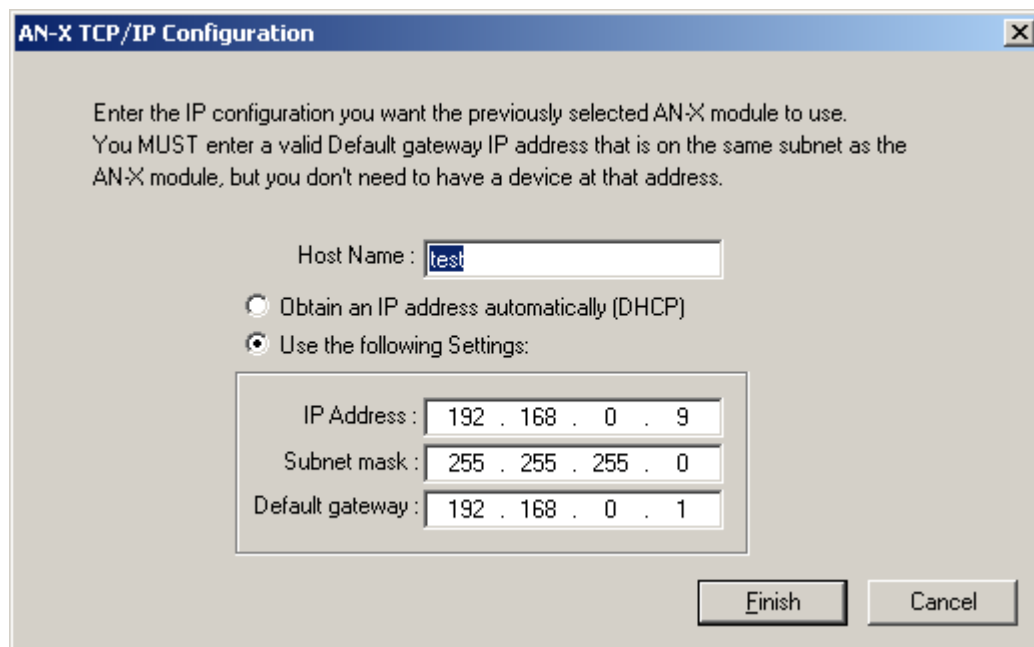 AN-X TCP/IP Configuration
Enter the IP configuration you want the previously selected AN-X module to use.
You MUST enter a valid Default gateway IP address that is on the same subnet as the
AN-X module, but you don't need to have a device at that address.
Host Name : test
Obtain an IP address automatically (DHCP)
Use the following Settings:
IP Address : 192 . 168 . 0 . 9
Subnet mask : 255 . 255 . 255 . 0
Default gateway : 192 . 168 . 0 . 1
Finish Cancel